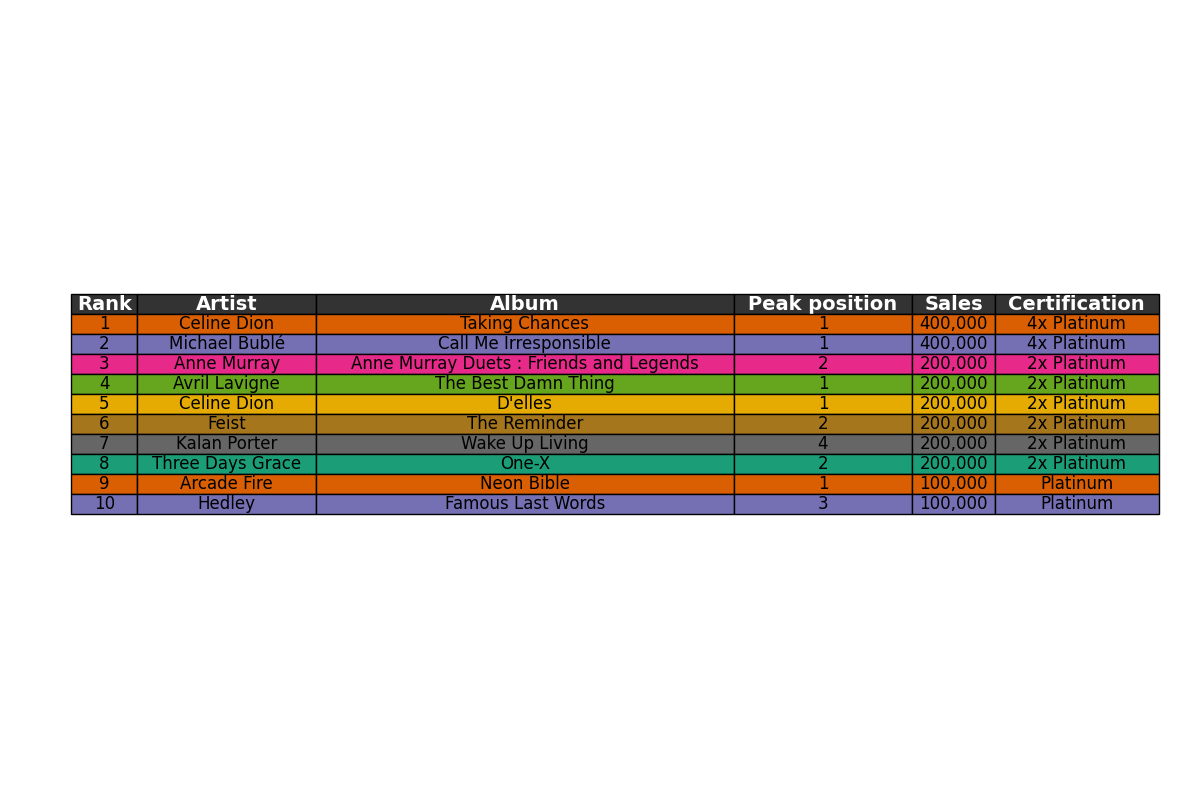 Rank Artist Album Peak position Sales Certification
1 Celine Dion Taking Chances 1 400,000 4x Platinum
2 Michael Bublé Call Me Irresponsible 1 400,000 4x Platinum
3 Anne Murray Anne Murray Duets : Friends and Legends 2 200,000 2x Platinum
4 Avril Lavigne The Best Damn Thing 1 200,000 2x Platinum
5 Celine Dion D'elles 1 200,000 2x Platinum
6 Feist The Reminder 2 200,000 2x Platinum
7 Kalan Porter Wake Up Living 4 200,000 2x Platinum
8 Three Days Grace One-X 2 200,000 2x Platinum
9 Arcade Fire Neon Bible 1 100,000 Platinum
10 Hedley Famous Last Words 3 100,000 Platinum